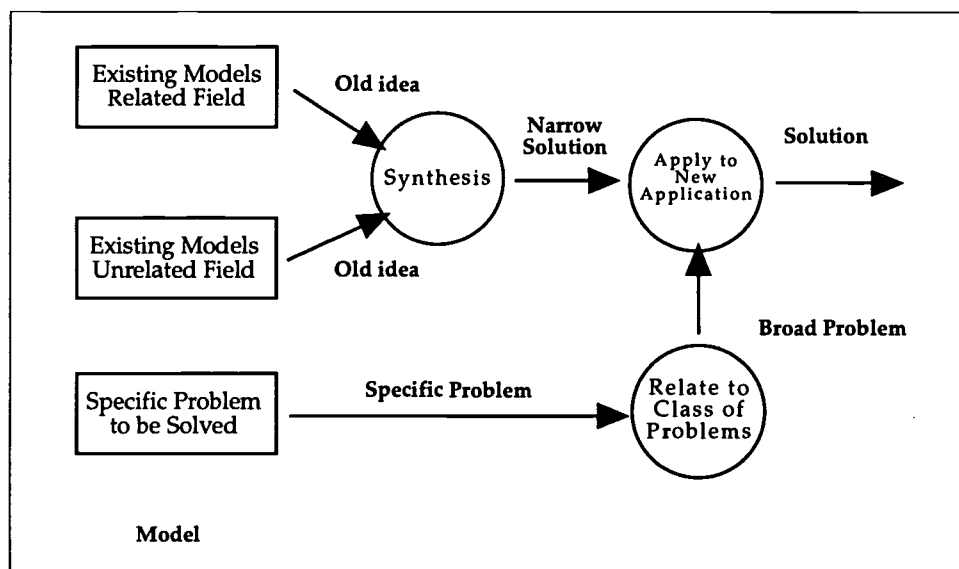 Existing Models
Related Field
Old idea
Synthesis
Narrow
Solution
Apply to
New
Application
Solution
Existing Models
Unrelated Field
Old idea
Broad Problem
Specific Problem
to be Solved
Specific Problem
Relate to
Class of
Problems
Model